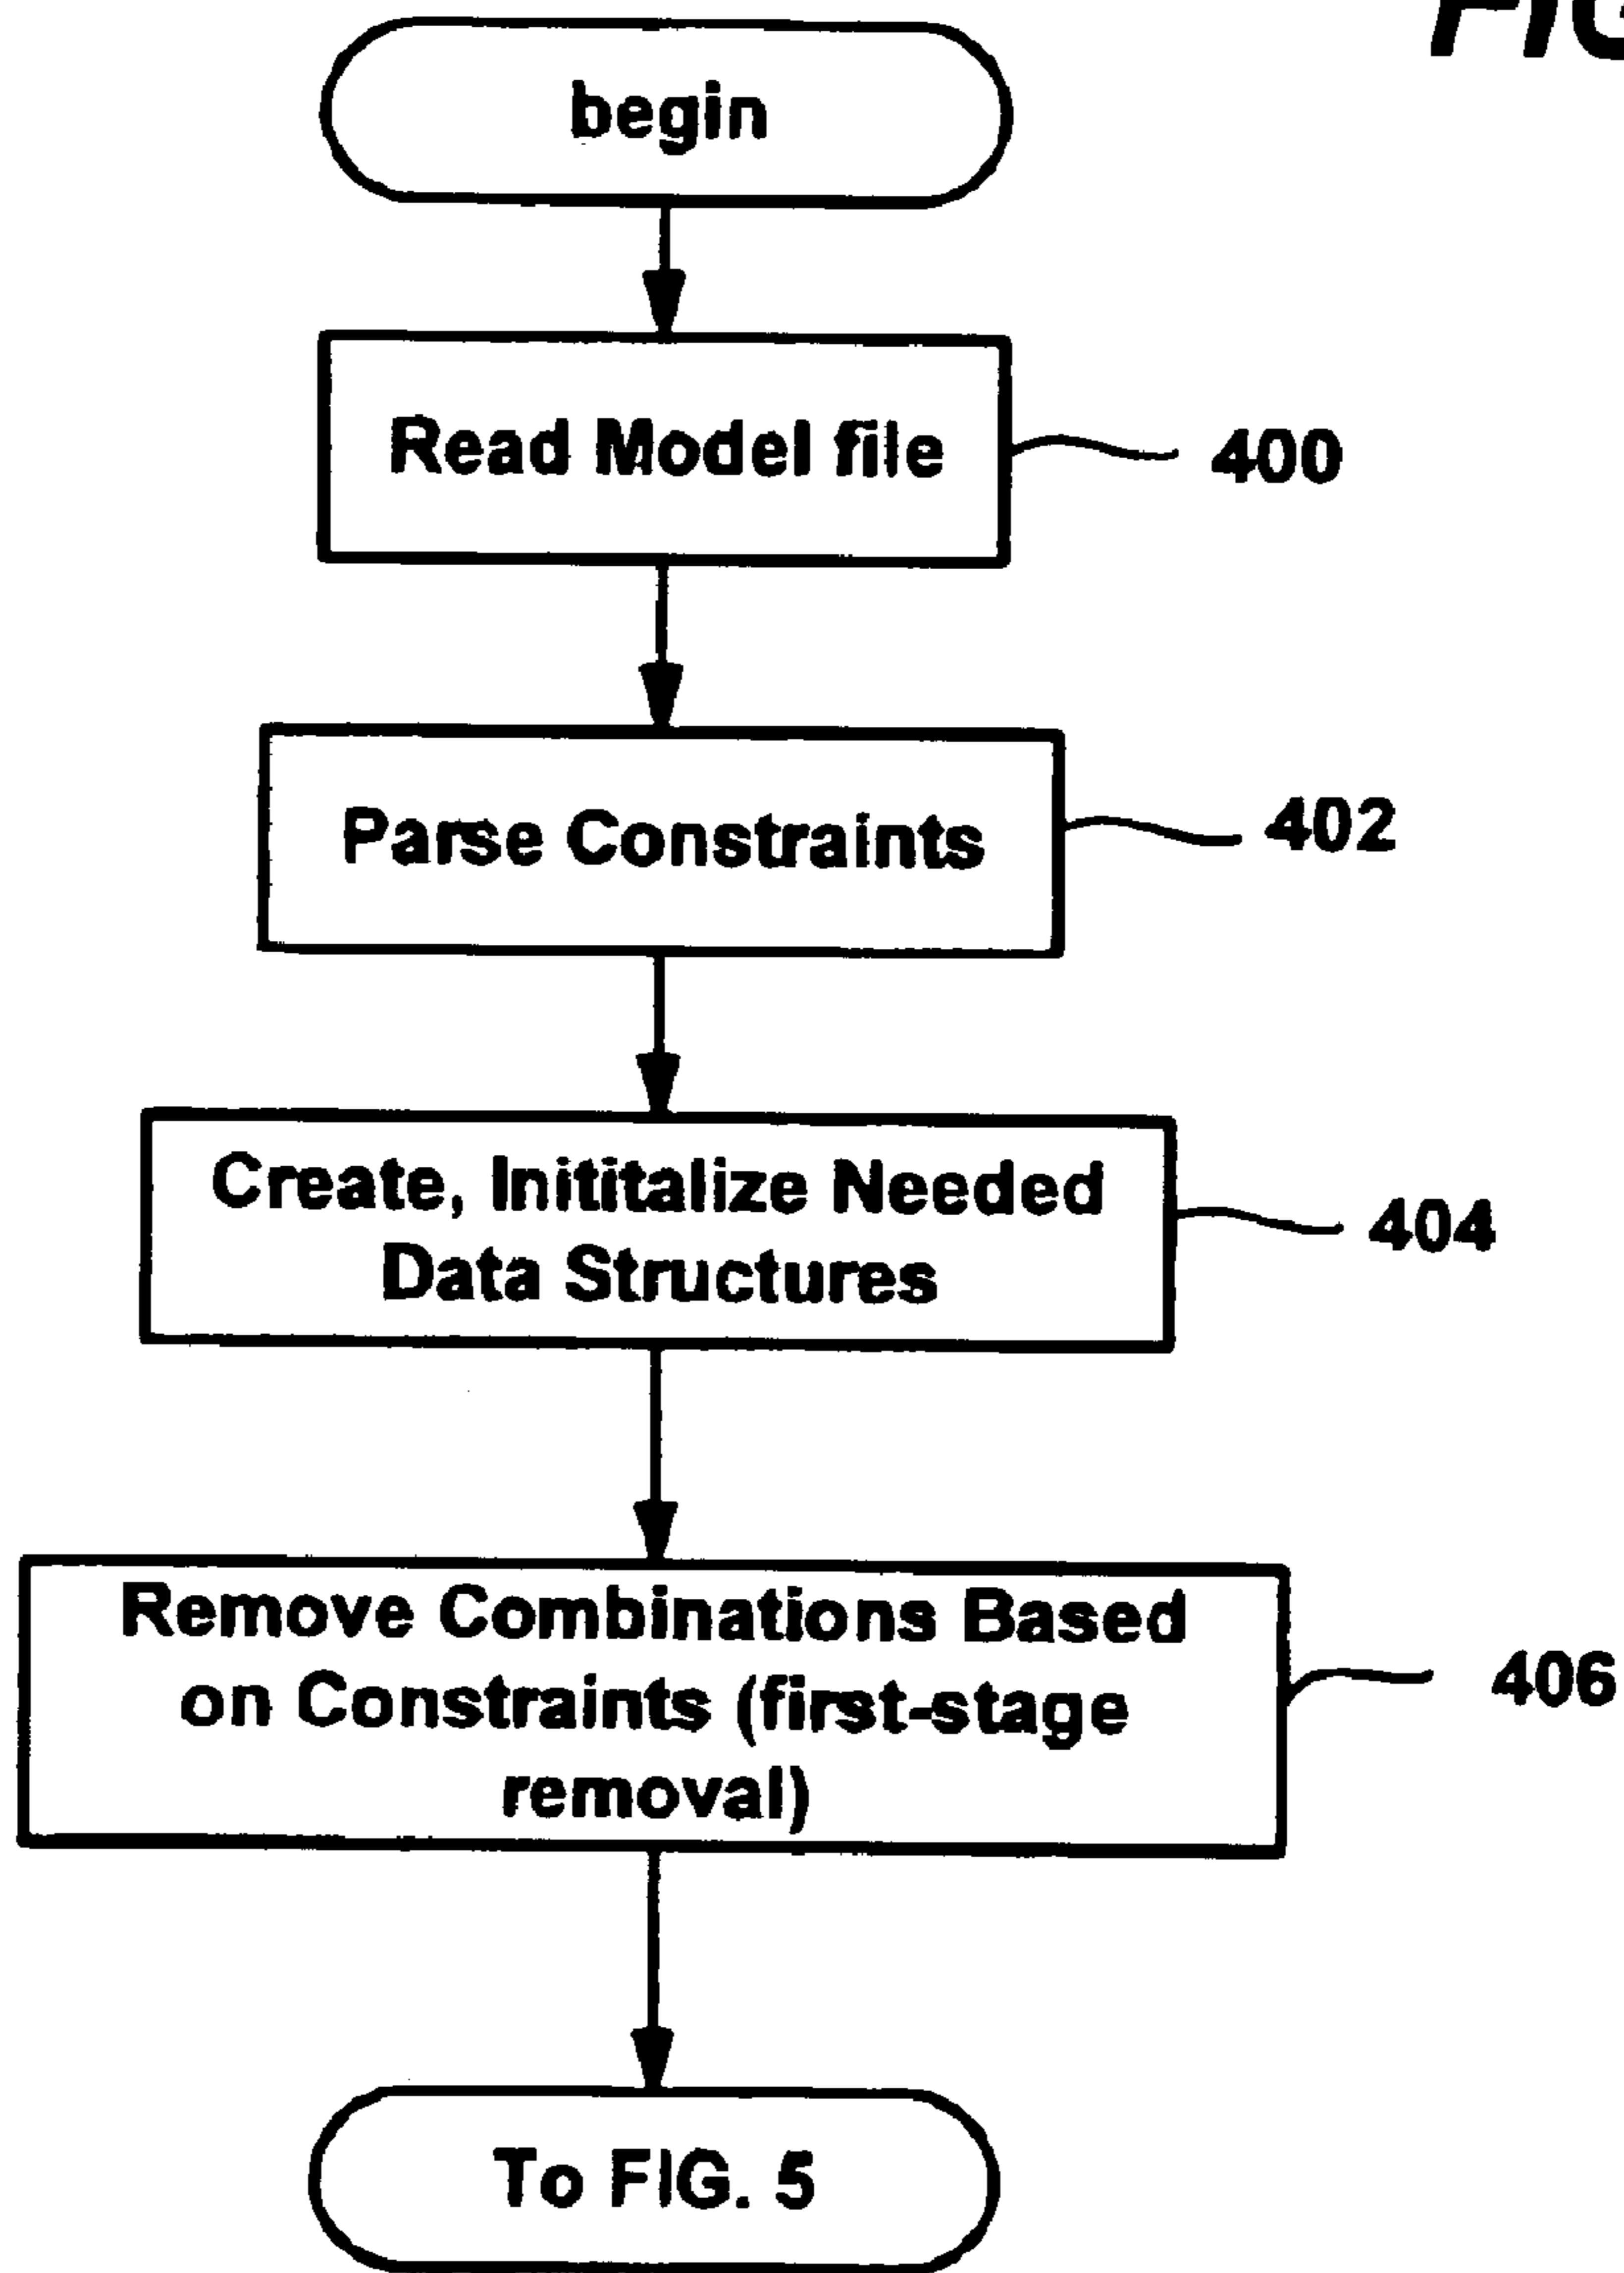 begin
Read Model file
400
Parse Constraints
402
Create, Inititalize Needed
Data Structures
404
Remove Combinations Based
on Constraints (first-stage
removal)
406
To FIG. 5